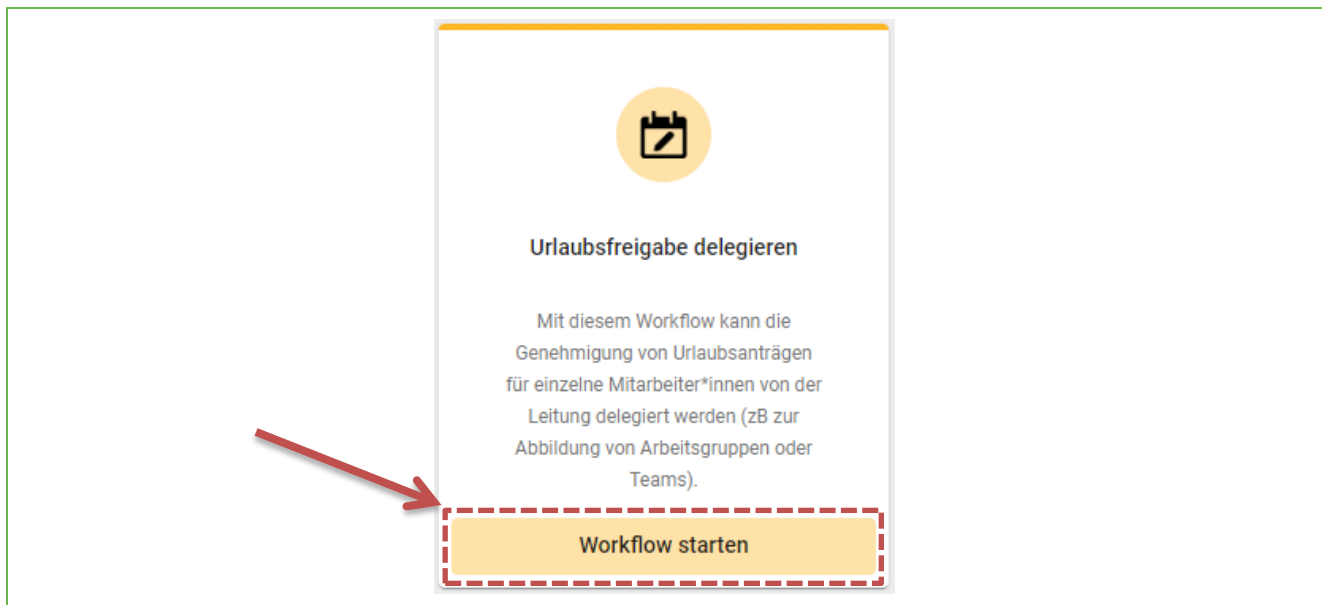 Urlaubsfreigabe delegieren
Mit diesem Workflow kann die
Genehmigung von Urlaubsanträgen
für einzelne Mitarbeiter*innen von der
Leitung delegiert werden (zB zur
Abbildung von Arbeitsgruppen oder
Teams).
Workflow starten